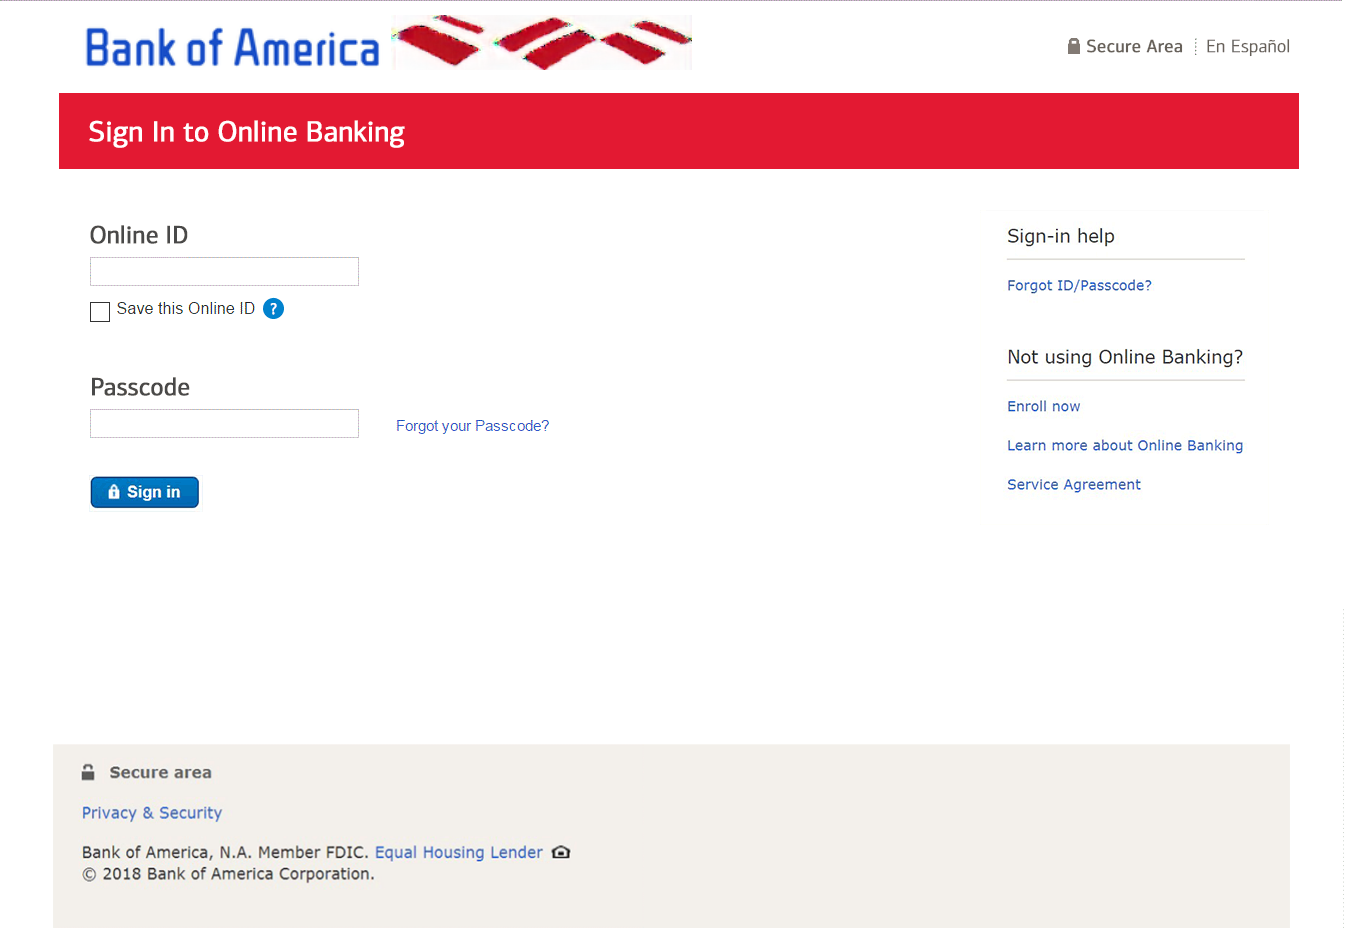 Bank of America
Secure Area
En Español
Sign In to Online Banking
Online ID
Save this Online ID ?
Passcode
Forgot your Passcode?
Sign in
Sign-in help
Forgot ID/Passcode?
Not using Online Banking?
Enroll now
Learn more about Online Banking
Service Agreement
Secure area
Privacy & Security
Bank of America, N.A. Member FDIC. Equal Housing Lender
© 2018 Bank of America Corporation.